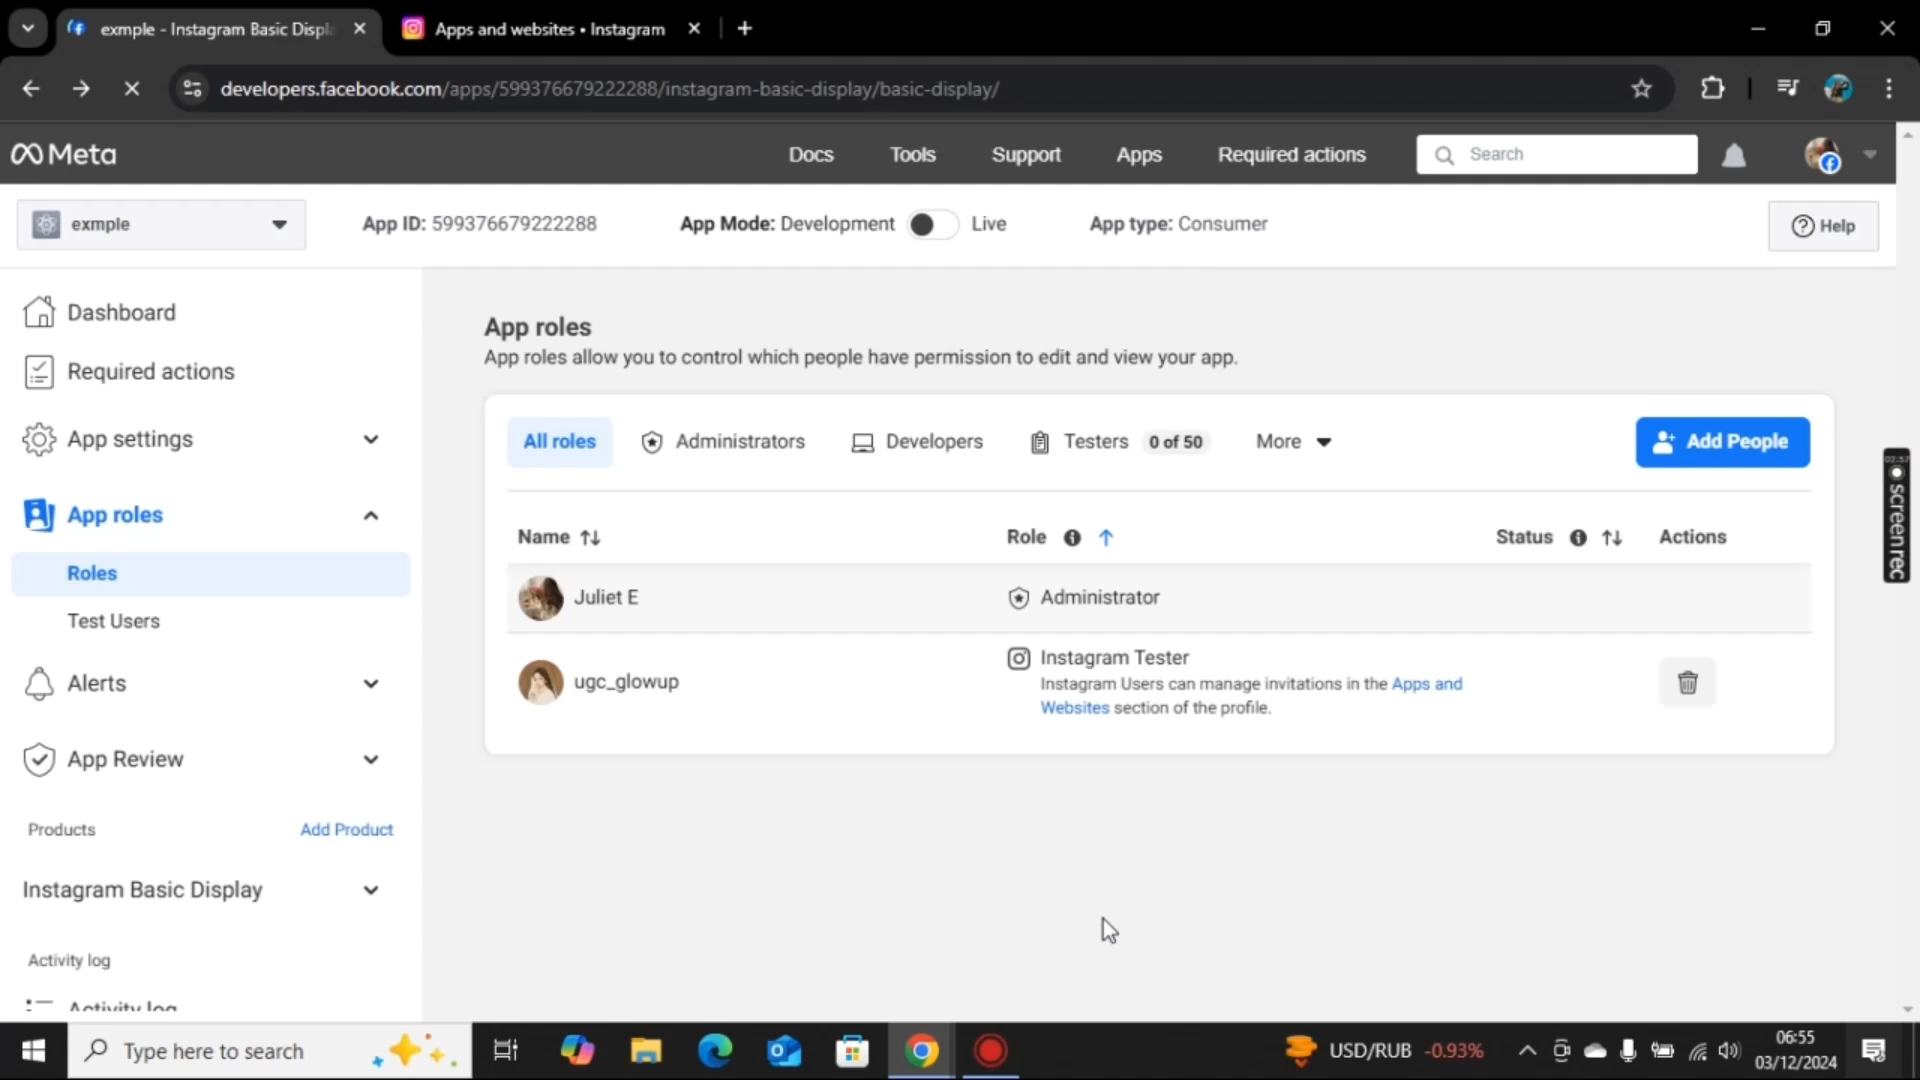 exmple - Instagram Basic Displa
Apps and websites • Instagram
developers.facebook.com/apps/599376679222288/instagram-basic-display/basic-display/
Meta
Docs
Tools
Support
Apps
Required actions
Search
exmple
App ID: 599376679222288
App Mode: Development
Live
App type: Consumer
Help
Dashboard
Required actions
App settings
App roles
Roles
Test Users
Alerts
App Review
Products
Add Product
Instagram Basic Display
Activity log
Activity log
App roles
App roles allow you to control which people have permission to edit and view your app.
All roles
Administrators
Developers
Testers 0 of 50
More
Add People
Name
Role
Status
Actions
Juliet E
Administrator
ugc_glowup
Instagram Tester
Instagram Users can manage invitations in the Apps and
Websites section of the profile.
screenrec
Type here to search
USD/RUB -0.93%
06:55
03/12/2024